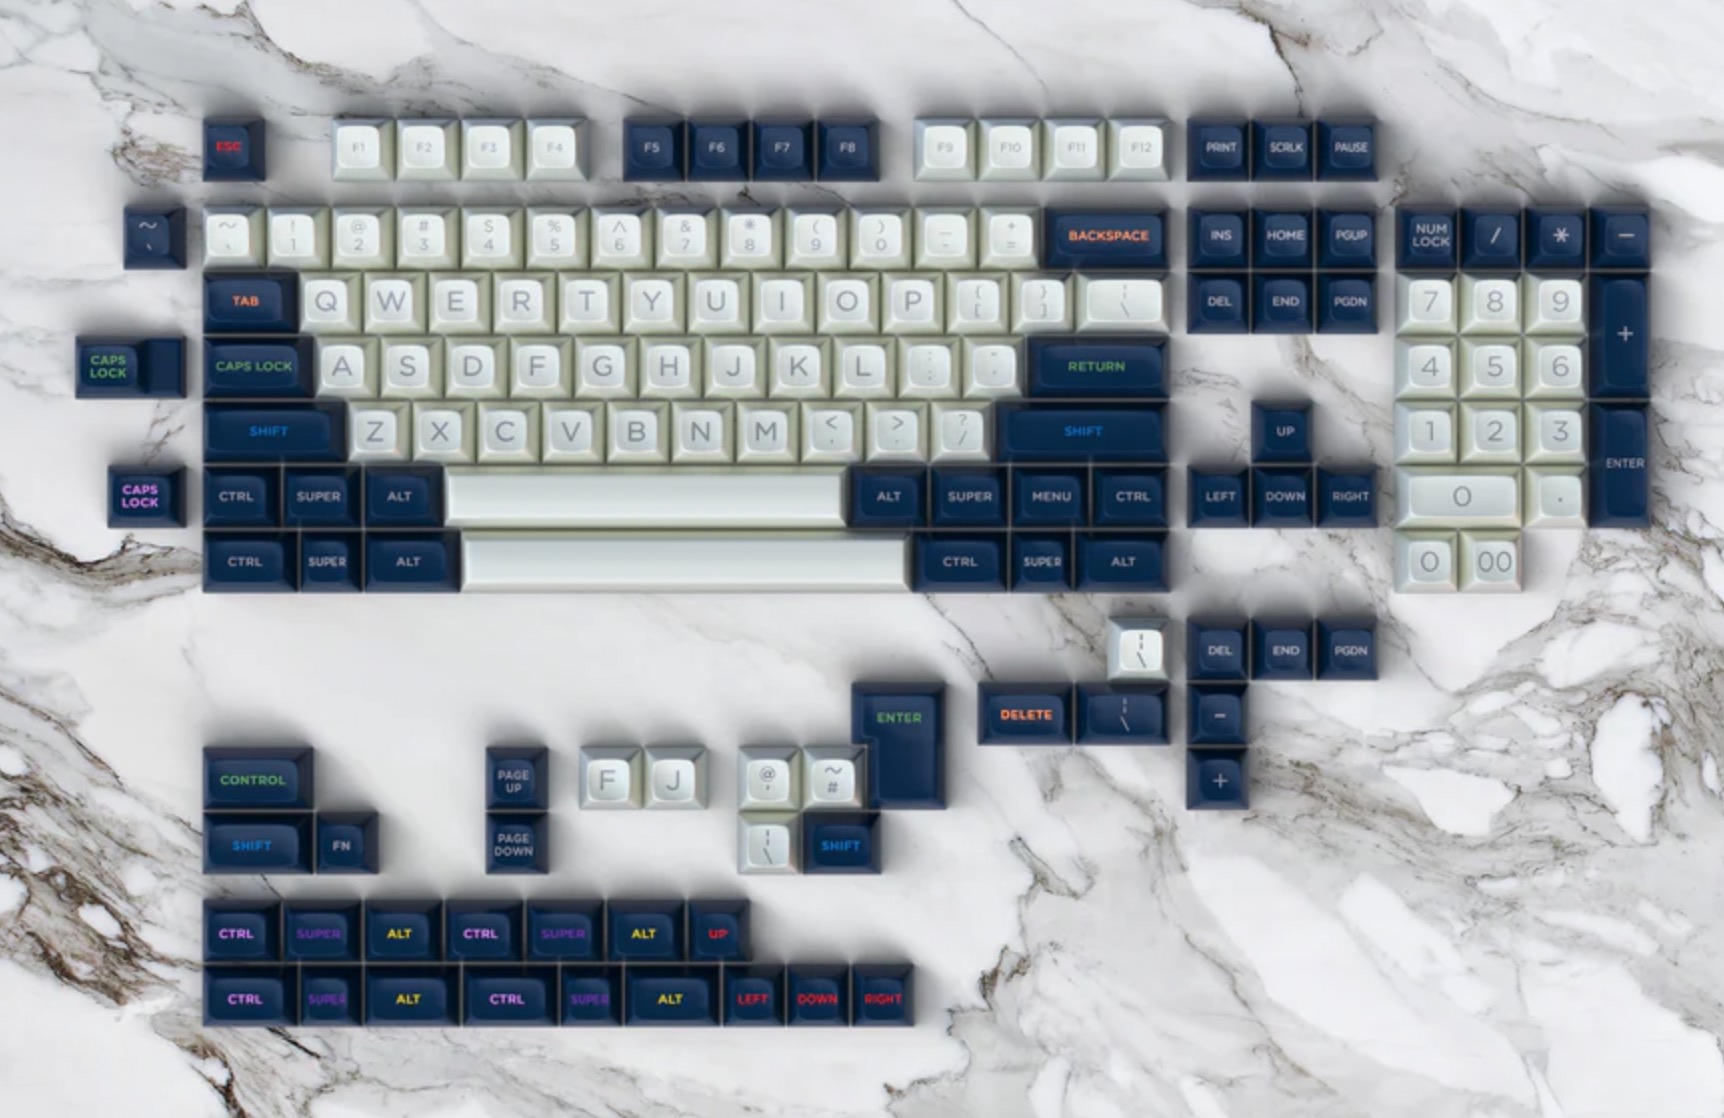 ESC F1 F2 F3 F4 F5 F6 F7 F8 F9 F10 F11 F12 PRINT SCRLK PAUSE
~ ~ ! @ # $ % ^ & * ( ) — + BACKSPACE INS HOME PGUP NUM LOCK / * −
` ` 1 2 3 4 5 6 7 8 9 0 - =
TAB Q W E R T Y U I O P { } ¦ DEL END PGDN 7 8 9 +
[ ] \
CAPS LOCK CAPS LOCK A S D F G H J K L : " RETURN 4 5 6
; '
SHIFT Z X C V B N M < > ? SHIFT UP 1 2 3 ENTER
, . /
CAPS LOCK CTRL SUPER ALT ALT SUPER MENU CTRL LEFT DOWN RIGHT 0 .
CTRL SUPER ALT CTRL SUPER ALT 0 00
¦ \ DEL END PGDN
ENTER DELETE ¦ \ −
CONTROL PAGE UP F J @ ' ~ # +
SHIFT FN PAGE DOWN ¦ \ SHIFT
CTRL SUPER ALT CTRL SUPER ALT UP
CTRL SUPER ALT CTRL SUPER ALT LEFT DOWN RIGHT